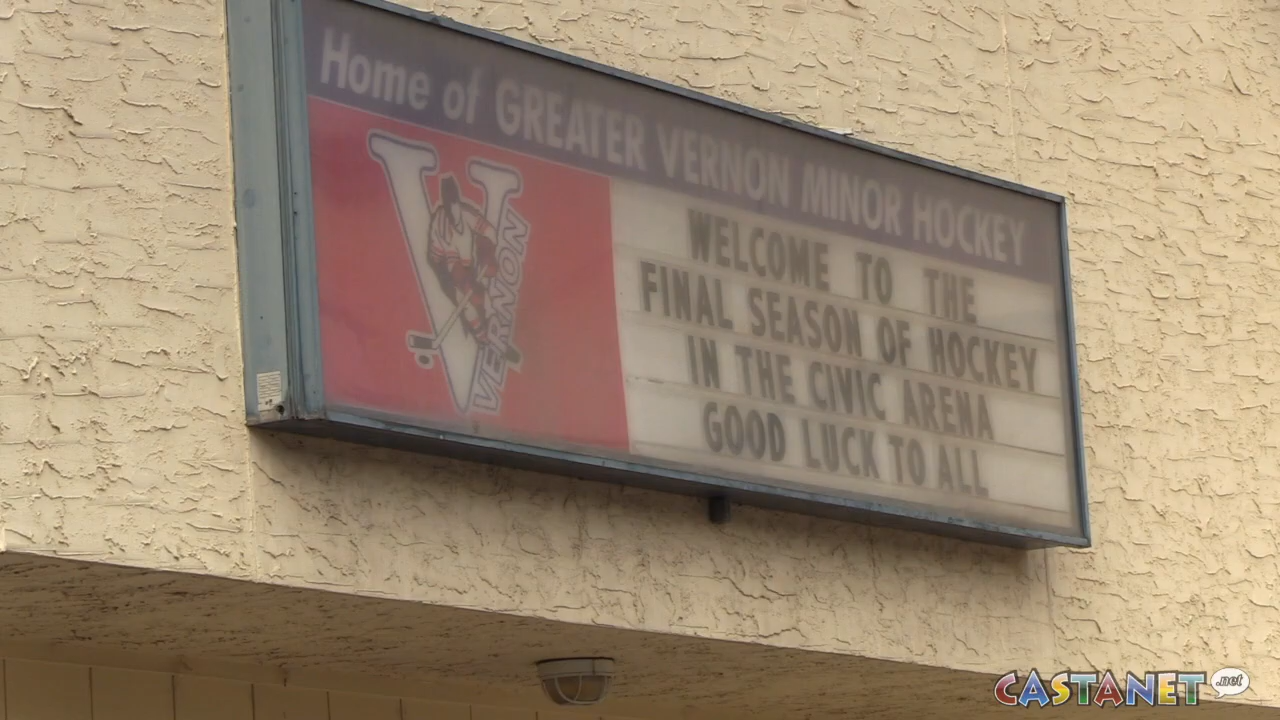 Home of GREATER VERNON MINOR HOCKEY
V
VERNON
WELCOME TO THE
FINAL SEASON OF HOCKEY
IN THE CIVIC ARENA
GOOD LUCK TO ALL
CASTANET.net